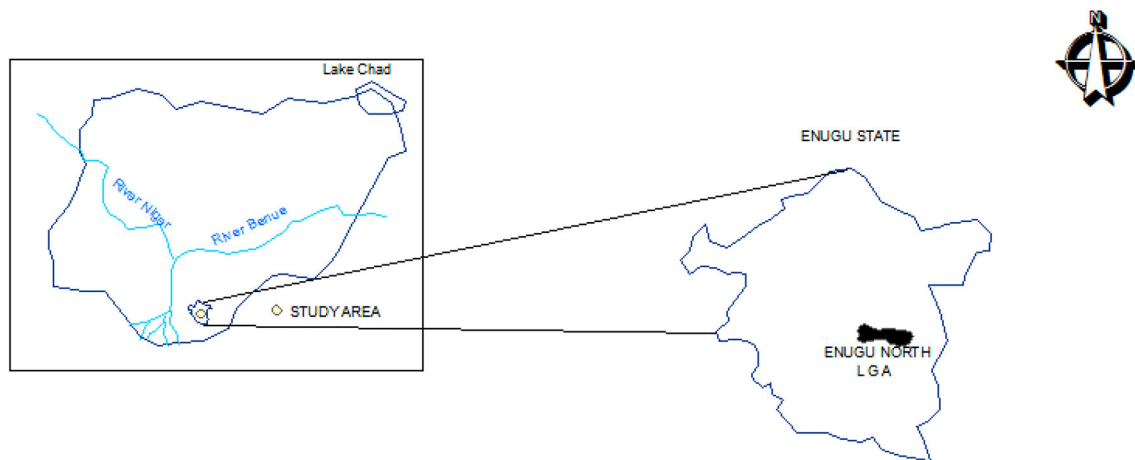 N
Lake Chad
ENUGU STATE
River Niger
River Benue
STUDY AREA
ENUGU NORTH
L G A